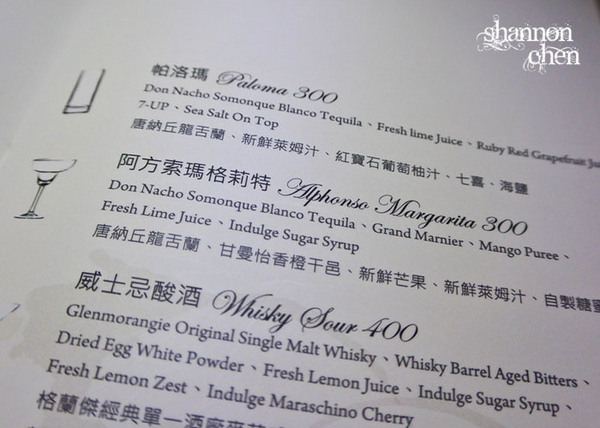 shannon
chen
帕洛瑪 Paloma 300
Don Nacho Somonque Blanco Tequila、Fresh lime Juice、Ruby Red Grapefruit Ju
7-UP、Sea Salt On Top
唐納丘龍舌蘭、新鮮萊姆汁、紅寶石葡萄柚汁、七喜、海鹽
阿方索瑪格莉特 Alphonso Margarita 300
Don Nacho Somonque Blanco Tequila、Grand Marnier、Mango Puree、
Fresh Lime Juice、Indulge Sugar Syrup
唐納丘龍舌蘭、甘曼怡香橙干邑、新鮮芒果、新鮮萊姆汁、自製糖蜜
威士忌酸酒 Whisky Sour 400
Glenmorangie Original Single Malt Whisky、Whisky Barrel Aged Bitters、
Dried Egg White Powder、Fresh Lemon Juice、Indulge Sugar Syrup、
Fresh Lemon Zest、Indulge Maraschino Cherry
格蘭傑經典單一酒廠麥芽